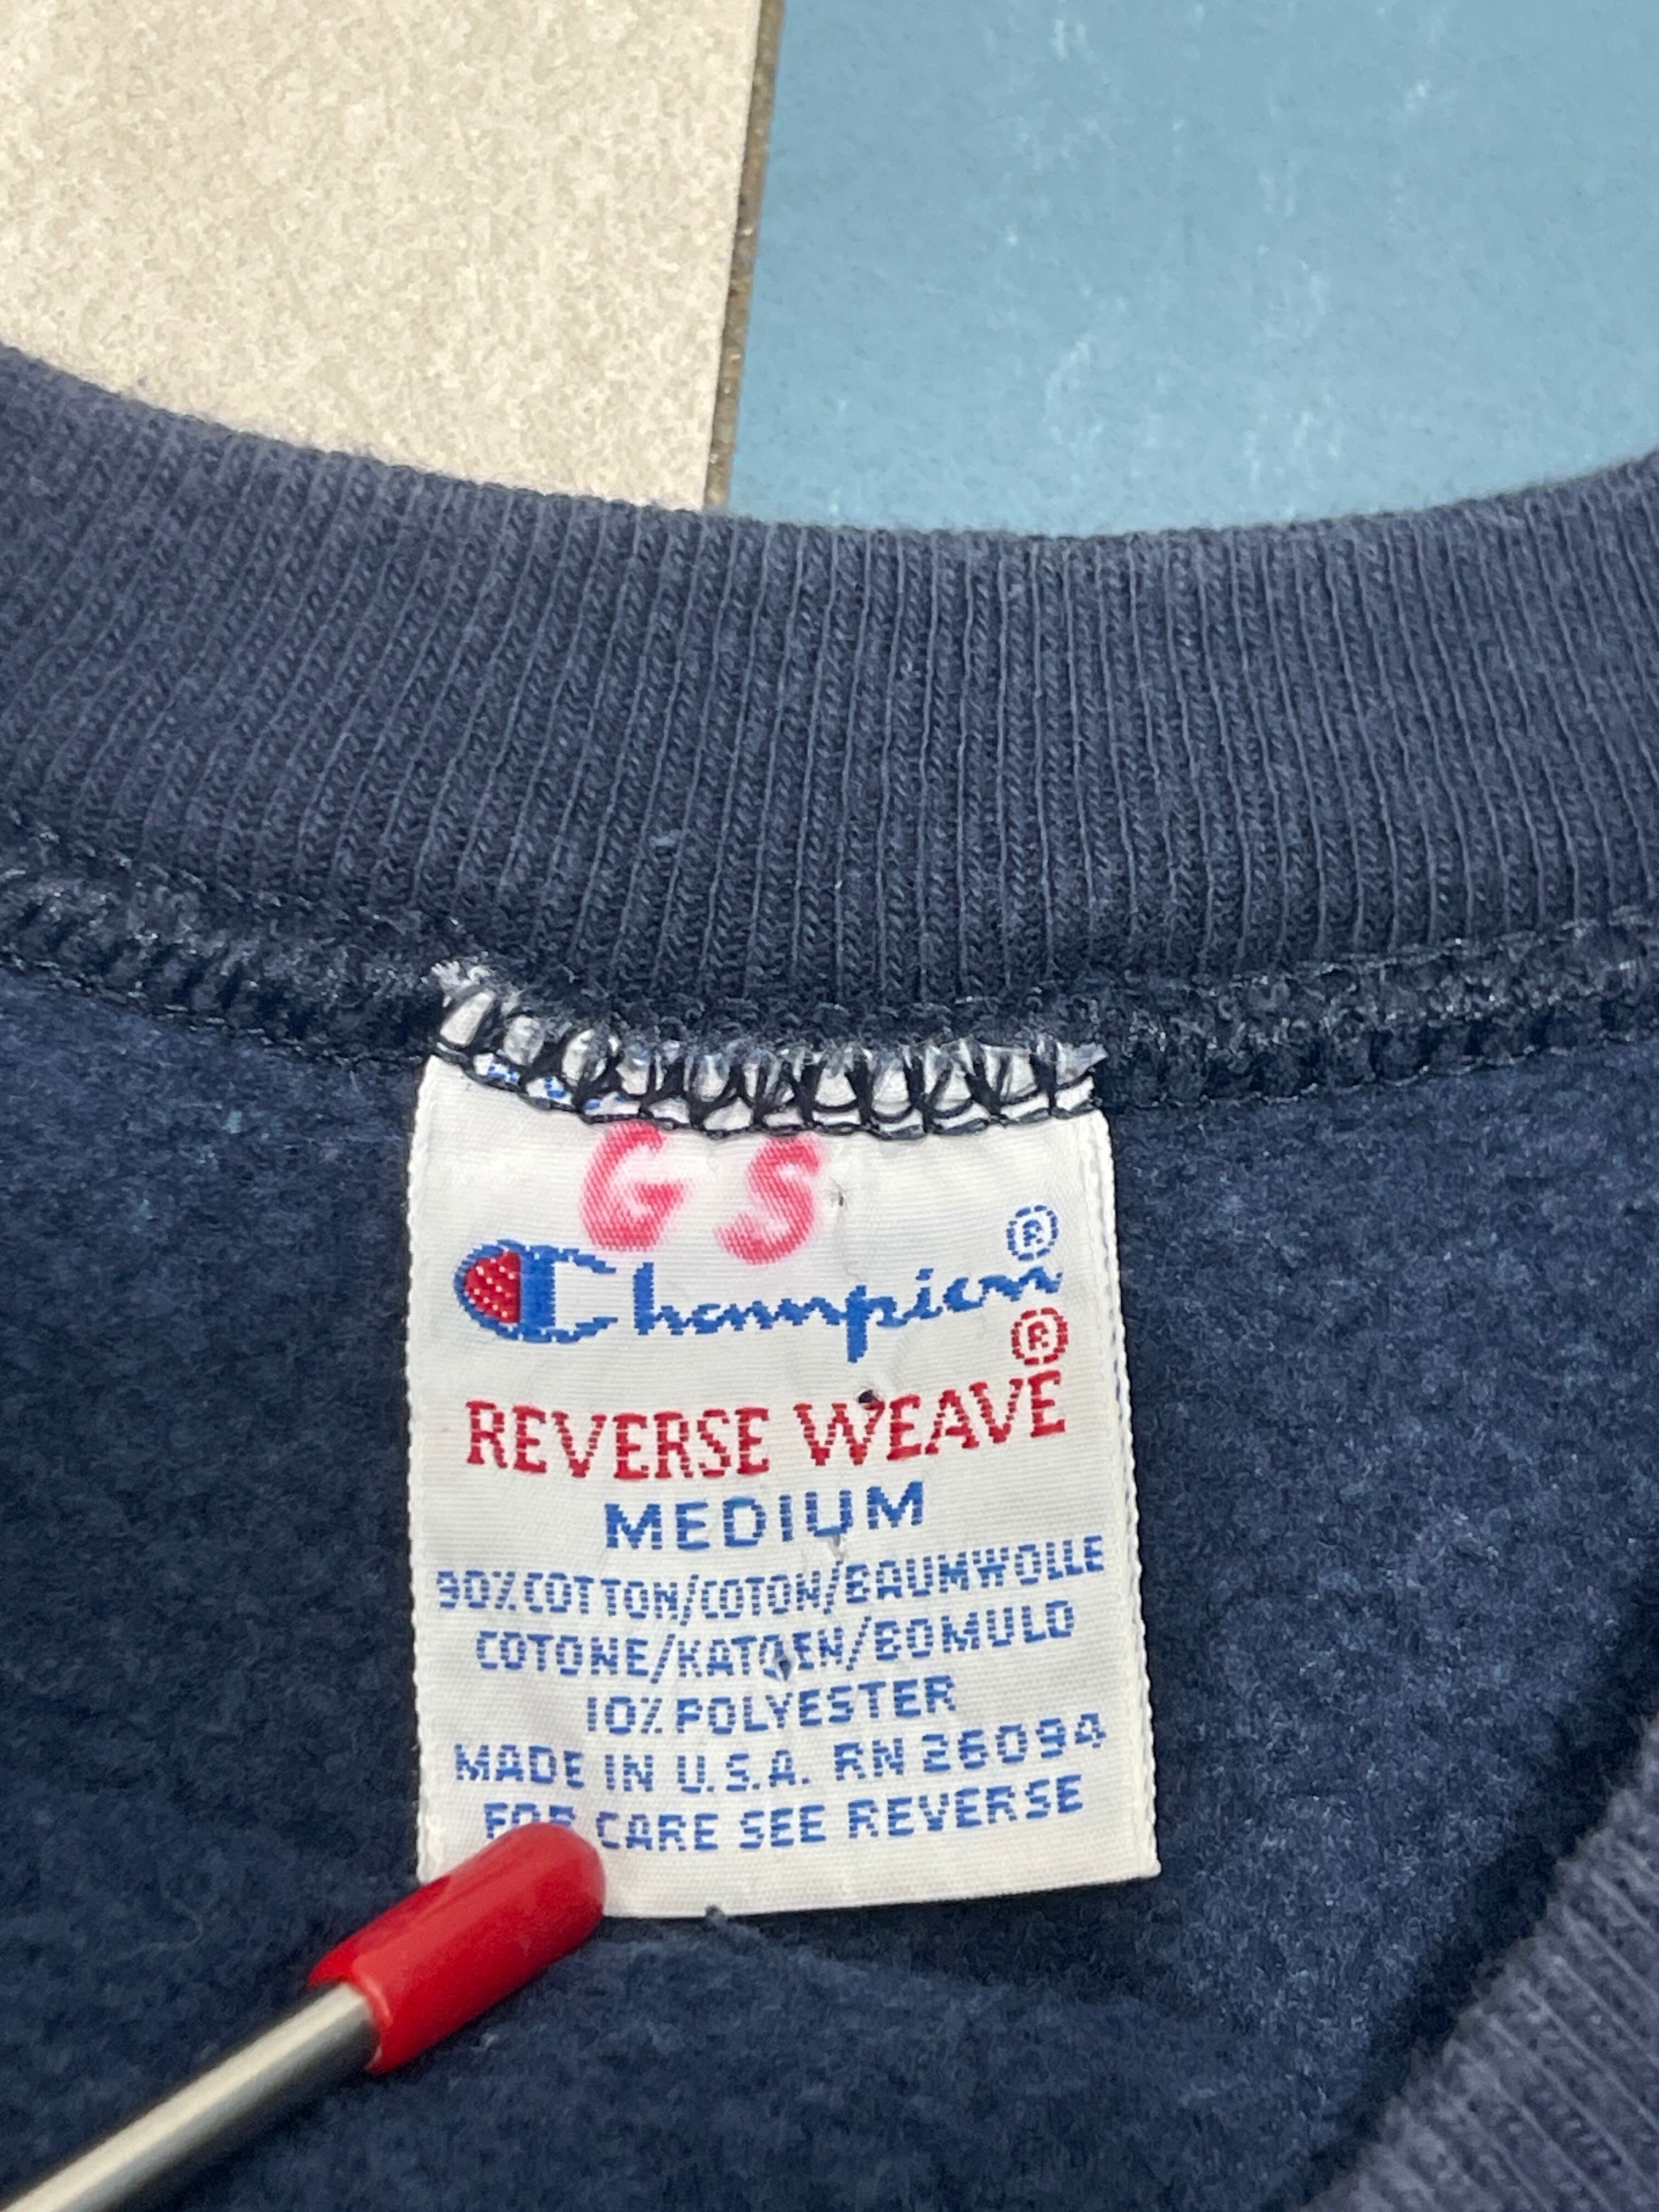 G S
®
Champion
®
REVERSE WEAVE
MEDIUM
90% COTTON/COTON/BAUMWOLLE
COTONE/KATOEN/BOMULD
10% POLYESTER
MADE IN U.S.A. RN 26094
FOR CARE SEE REVERSE